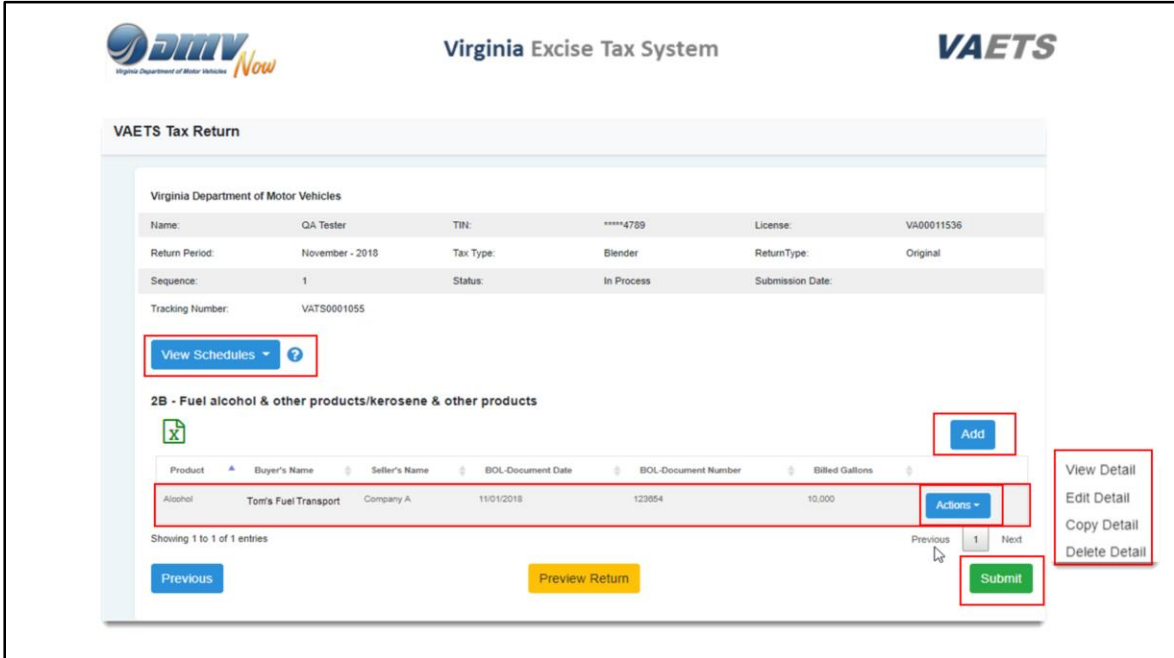 DMV Now
Virginia Department of Motor Vehicles
Virginia Excise Tax System
VAETS
VAETS Tax Return
Virginia Department of Motor Vehicles
Name: QA Tester TIN: *****4789 License: VA00011536
Return Period: November - 2018 Tax Type: Blender ReturnType: Original
Sequence: 1 Status: In Process Submission Date:
Tracking Number: VATS0001055
View Schedules ?
2B - Fuel alcohol & other products/kerosene & other products
X
Add
Product Buyer's Name Seller's Name BOL-Document Date BOL-Document Number Billed Gallons
Alcohol Tom's Fuel Transport Company A 11/01/2018 123654 10,000 Actions
View Detail
Edit Detail
Copy Detail
Delete Detail
Showing 1 to 1 of 1 entries
Previous 1 Next
Previous Preview Return Submit